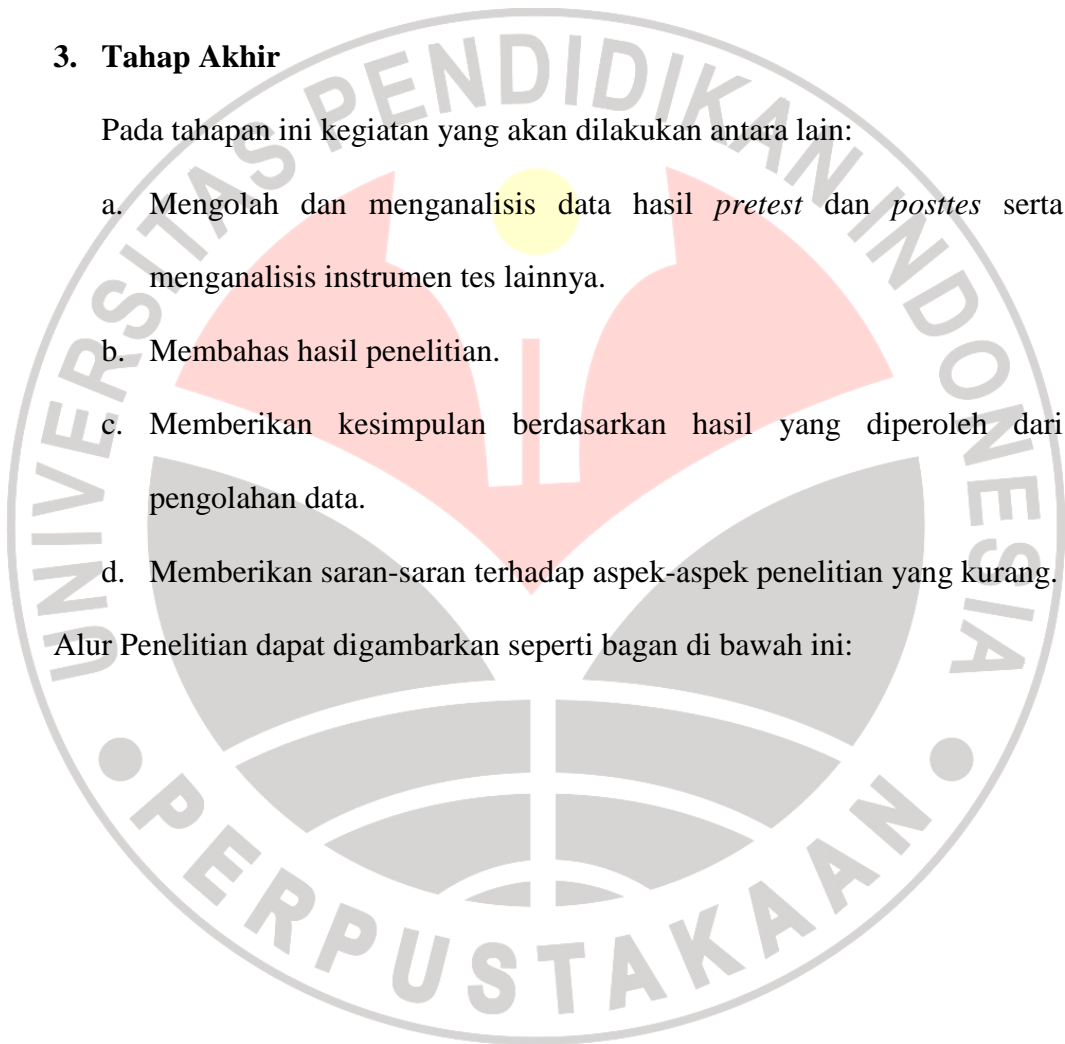 3. Tahap Akhir
Pada tahapan ini kegiatan yang akan dilakukan antara lain:
a. Mengolah dan menganalisis data hasil pretest dan posttes serta
menganalisis instrumen tes lainnya.
b. Membahas hasil penelitian.
c. Memberikan kesimpulan berdasarkan hasil yang diperoleh dari
pengolahan data.
d. Memberikan saran-saran terhadap aspek-aspek penelitian yang kurang.
Alur Penelitian dapat digambarkan seperti bagan di bawah ini:
UNIVERSITAS PENDIDIKAN INDONESIA
PERPUSTAKAAN